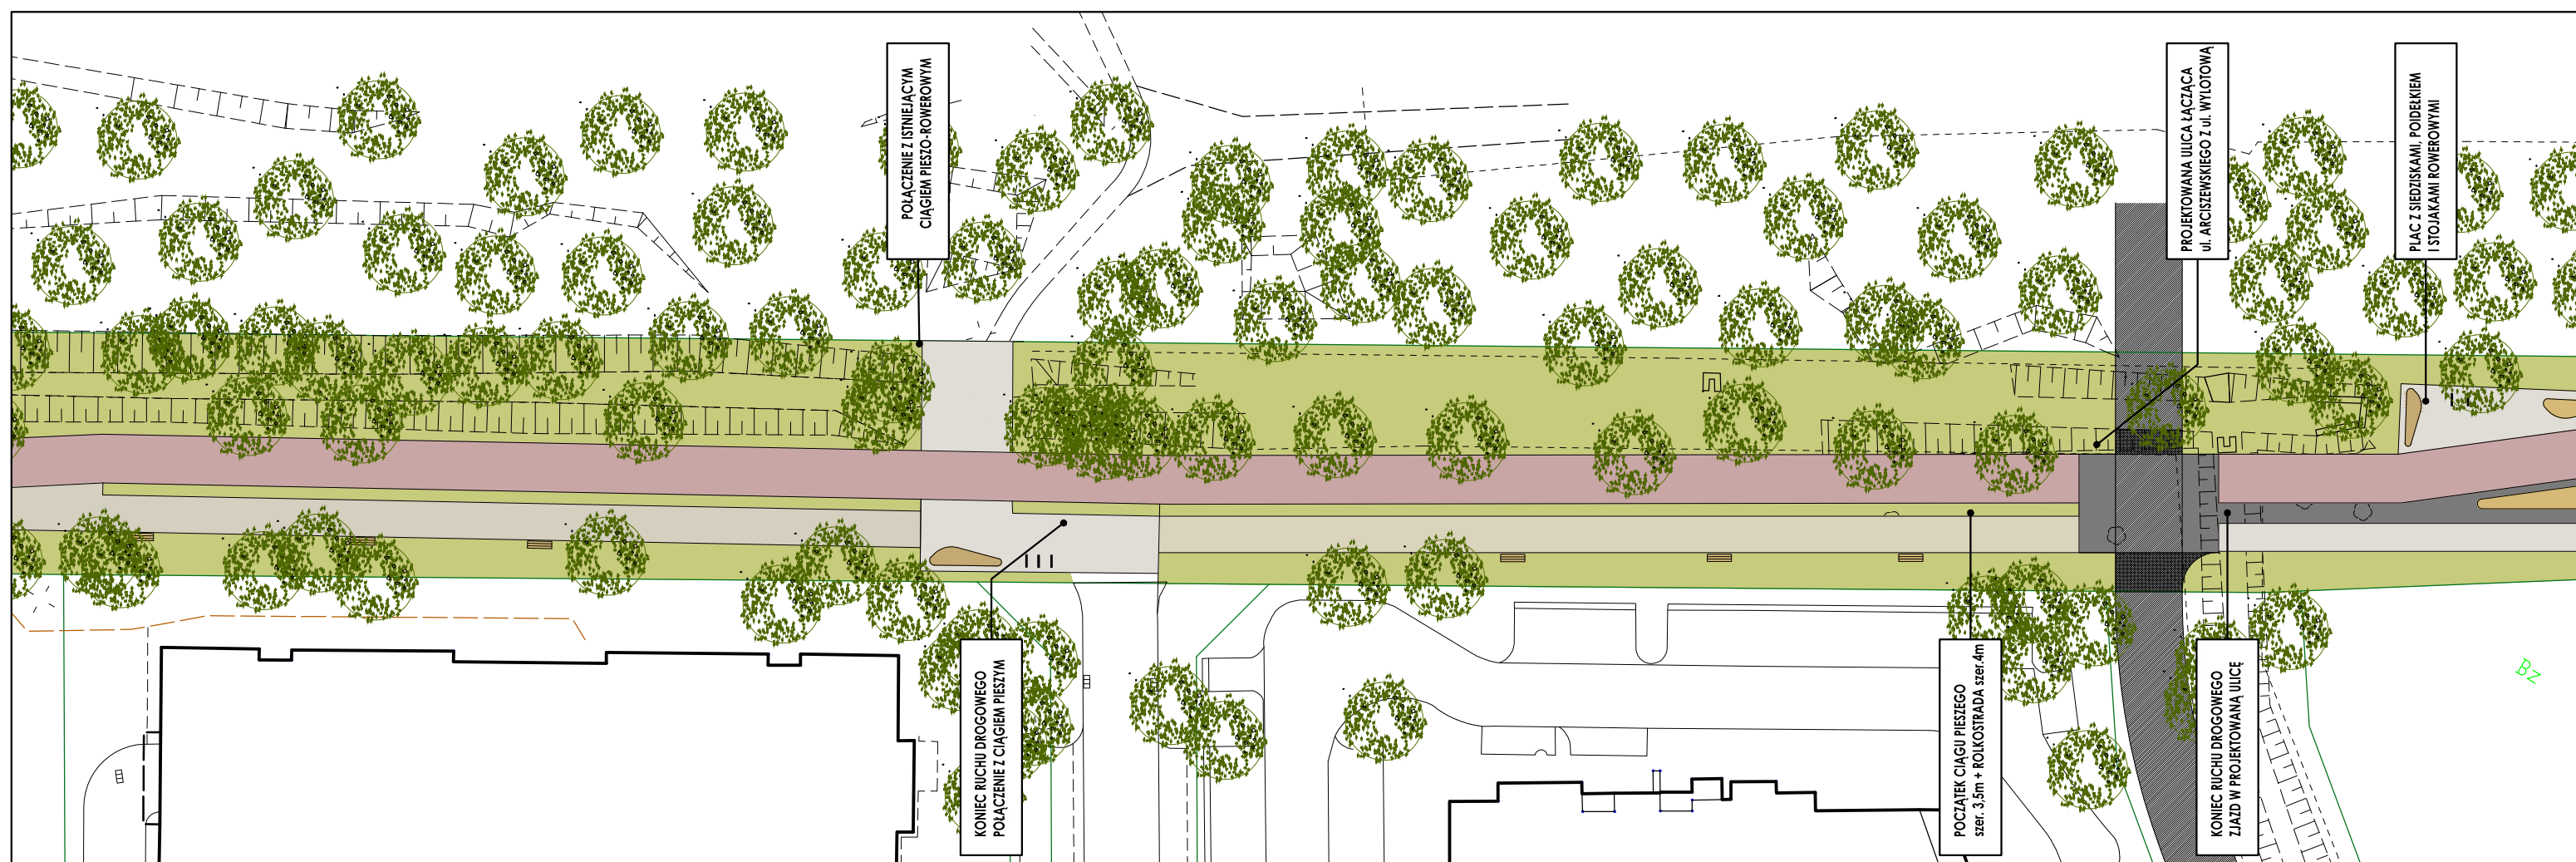 POŁĄCZENIE Z ISTNIEJĄCYM
CIĄGIEM PIESZO-ROWEROWYM
PROJEKTOWANA ULICA ŁĄCZĄCA
ul. ARCISZEWSKIEGO Z ul. WYLOTOWĄ
PLAC Z SIEDZISKAMI, POIDEŁKIEM
I STOJAKAMI ROWEROWYMI
KONIEC RUCHU DROGOWEGO
POŁĄCZENIE Z CIĄGIEM PIESZYM
POCZĄTEK CIĄGU PIESZEGO
szer. 3,5m + ROLKOSTRADA szer.4m
KONIEC RUCHU DROGOWEGO
ZJAZD W PROJEKTOWANĄ ULICĘ
Bz